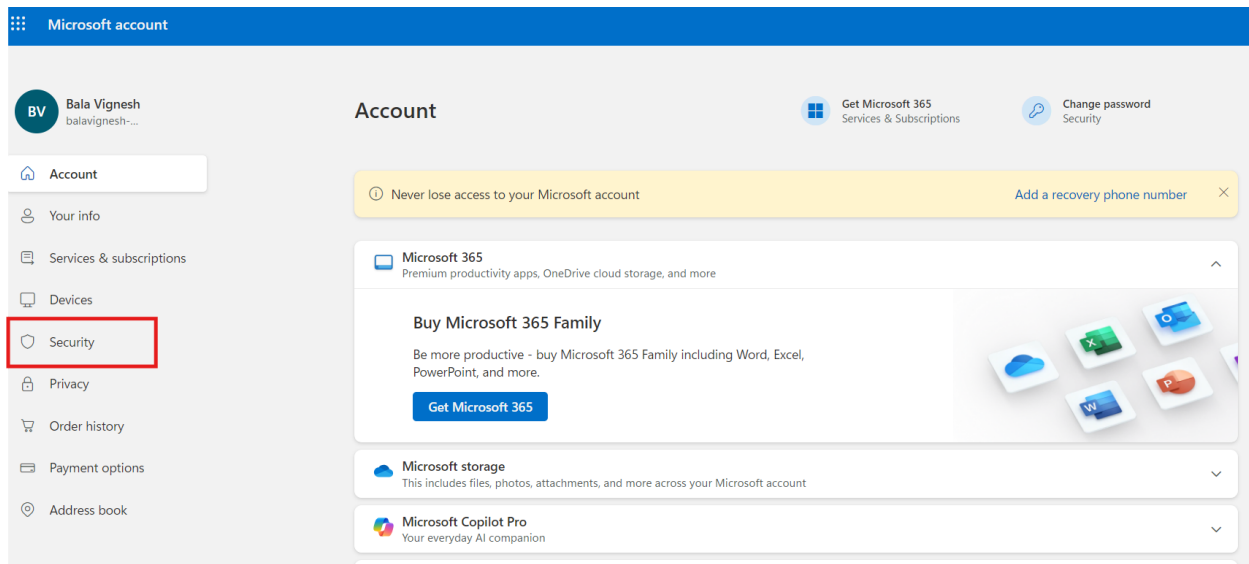 Microsoft account
BV
Bala Vignesh
balavignesh-...
Account
Your info
Services & subscriptions
Devices
Security
Privacy
Order history
Payment options
Address book
Account
Get Microsoft 365
Services & Subscriptions
Change password
Security
Never lose access to your Microsoft account
Add a recovery phone number
Microsoft 365
Premium productivity apps, OneDrive cloud storage, and more
Buy Microsoft 365 Family
Be more productive - buy Microsoft 365 Family including Word, Excel,
PowerPoint, and more.
Get Microsoft 365
Microsoft storage
This includes files, photos, attachments, and more across your Microsoft account
Microsoft Copilot Pro
Your everyday AI companion